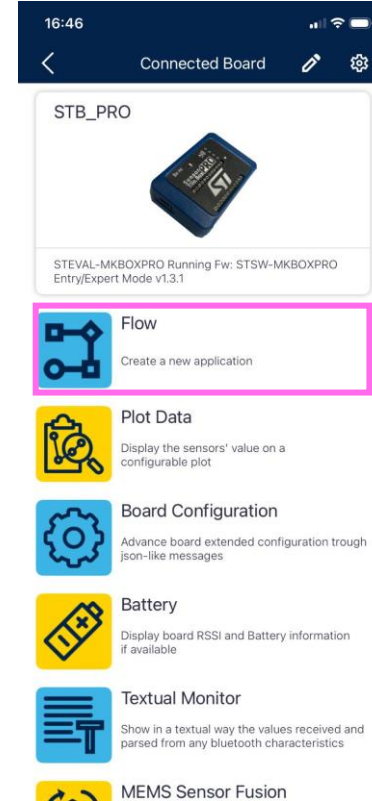 16:46
Connected Board
STB_PRO
STEVAL-MKBOXPRO Running Fw: STSW-MKBOXPRO
Entry/Expert Mode v1.3.1
Flow
Create a new application
Plot Data
Display the sensors' value on a
configurable plot
Board Configuration
Advance board extended configuration trough
json-like messages
Battery
Display board RSSI and Battery information
if available
Textual Monitor
Show in a textual way the values received and
parsed from any bluetooth characteristics
MEMS Sensor Fusion